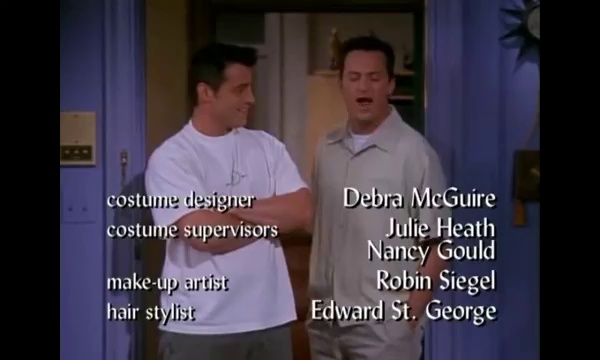 costume designer Debra McGuire
costume supervisors Julie Heath
Nancy Gould
make-up artist Robin Siegel
hair stylist Edward St. George